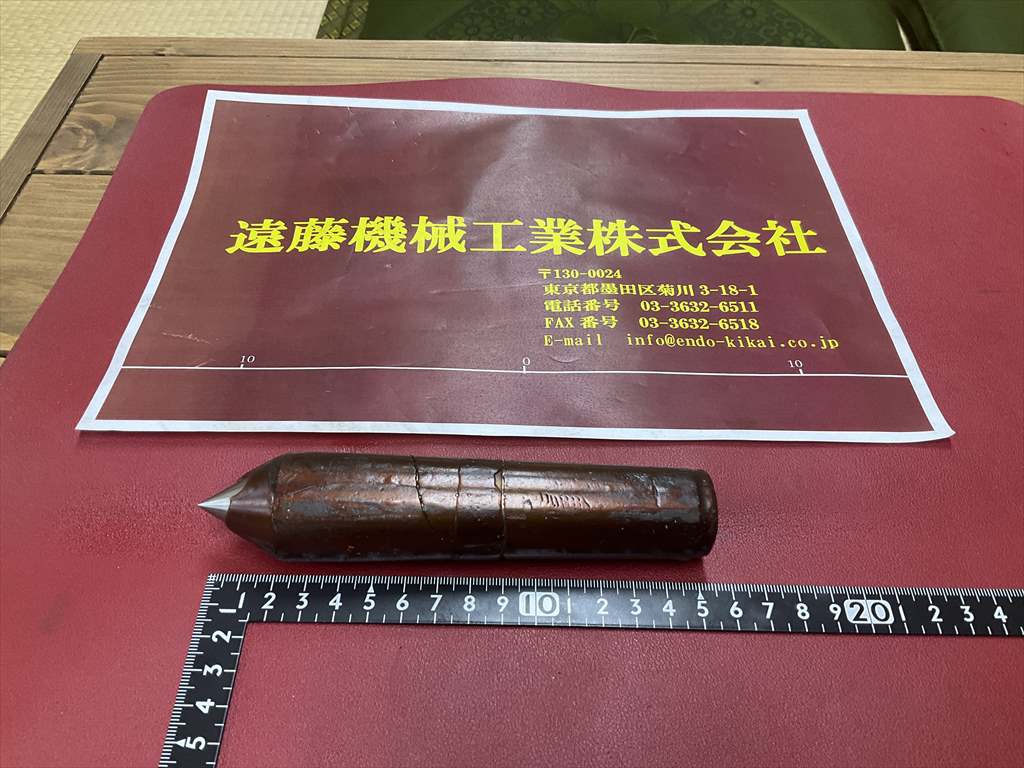 遠藤機械工業株式会社
〒130-0024
東京都墨田区菊川 3-18-1
電話番号 03-3632-6511
FAX 番号 03-3632-6518
E-mail info@endo-kikai.co.jp
10 0 10
1 2 3 4 5 6 7 8 9 10 1 2 3 4 5 6 7 8 9 20 1 2 3 4
2
3
4
5